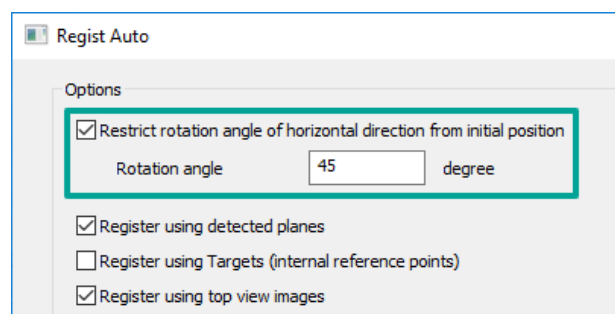 Regist Auto
Options
Restrict rotation angle of horizontal direction from initial position
Rotation angle 45 degree
Register using detected planes
Register using Targets (internal reference points)
Register using top view images